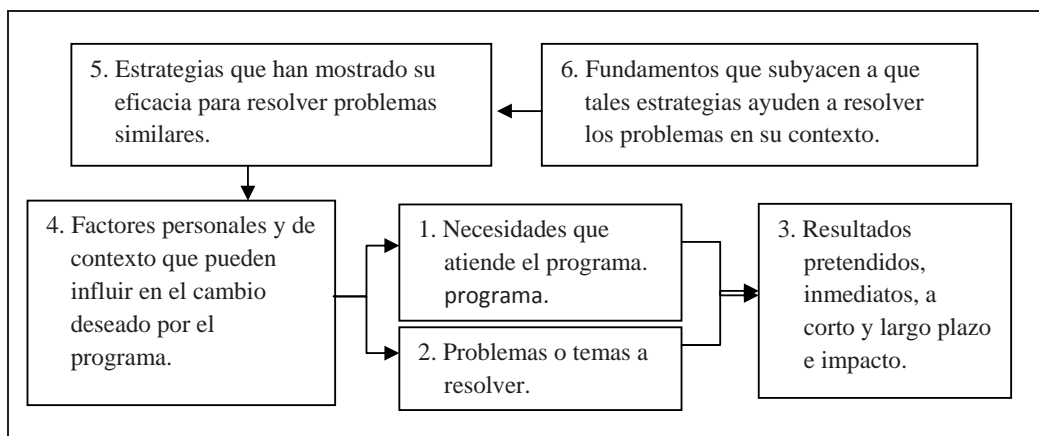 5. Estrategias que han mostrado su
eficacia para resolver problemas
similares.
6. Fundamentos que subyacen a que
tales estrategias ayuden a resolver
los problemas en su contexto.
4. Factores personales y de
contexto que pueden
influir en el cambio
deseado por el
programa.
1. Necesidades que
atiende el programa.
programa.
2. Problemas o temas a
resolver.
3. Resultados
pretendidos,
inmediatos, a
corto y largo plazo
e impacto.